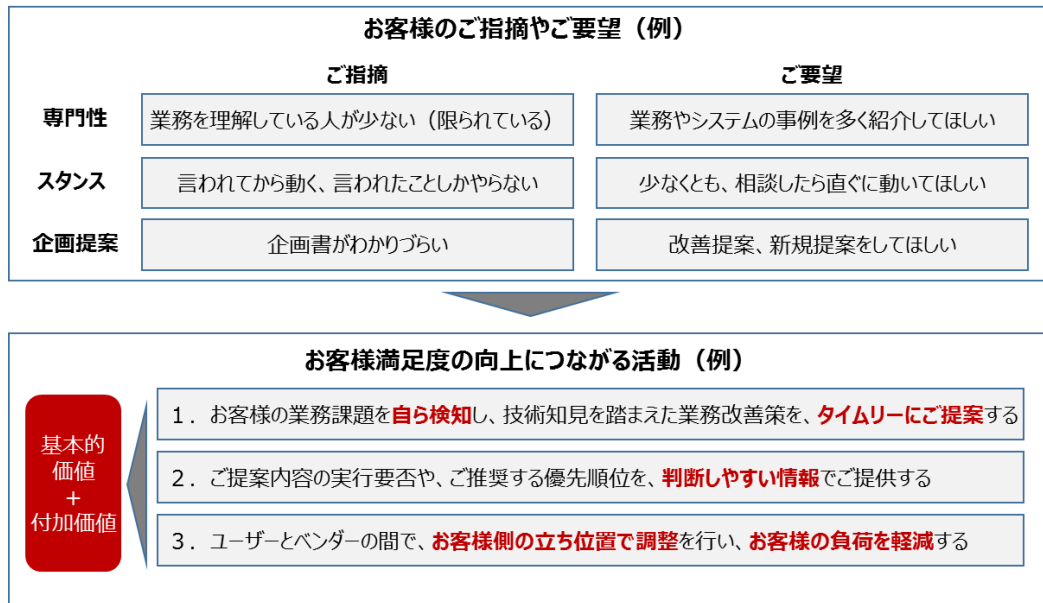 お客様のご指摘やご要望（例）
ご指摘 ご要望
専門性 業務を理解している人が少ない（限られている） 業務やシステムの事例を多く紹介してほしい
スタンス 言われてから動く、言われたことしかやらない 少なくとも、相談したら直ぐに動いてほしい
企画提案 企画書がわかりづらい 改善提案、新規提案をしてほしい
お客様満足度の向上につながる活動（例）
基本的
価値
+
付加価値
1．お客様の業務課題を自ら検知し、技術知見を踏まえた業務改善策を、タイムリーにご提案する
2．ご提案内容の実行要否や、ご推奨する優先順位を、判断しやすい情報でご提供する
3．ユーザーとベンダーの間で、お客様側の立ち位置で調整を行い、お客様の負荷を軽減する